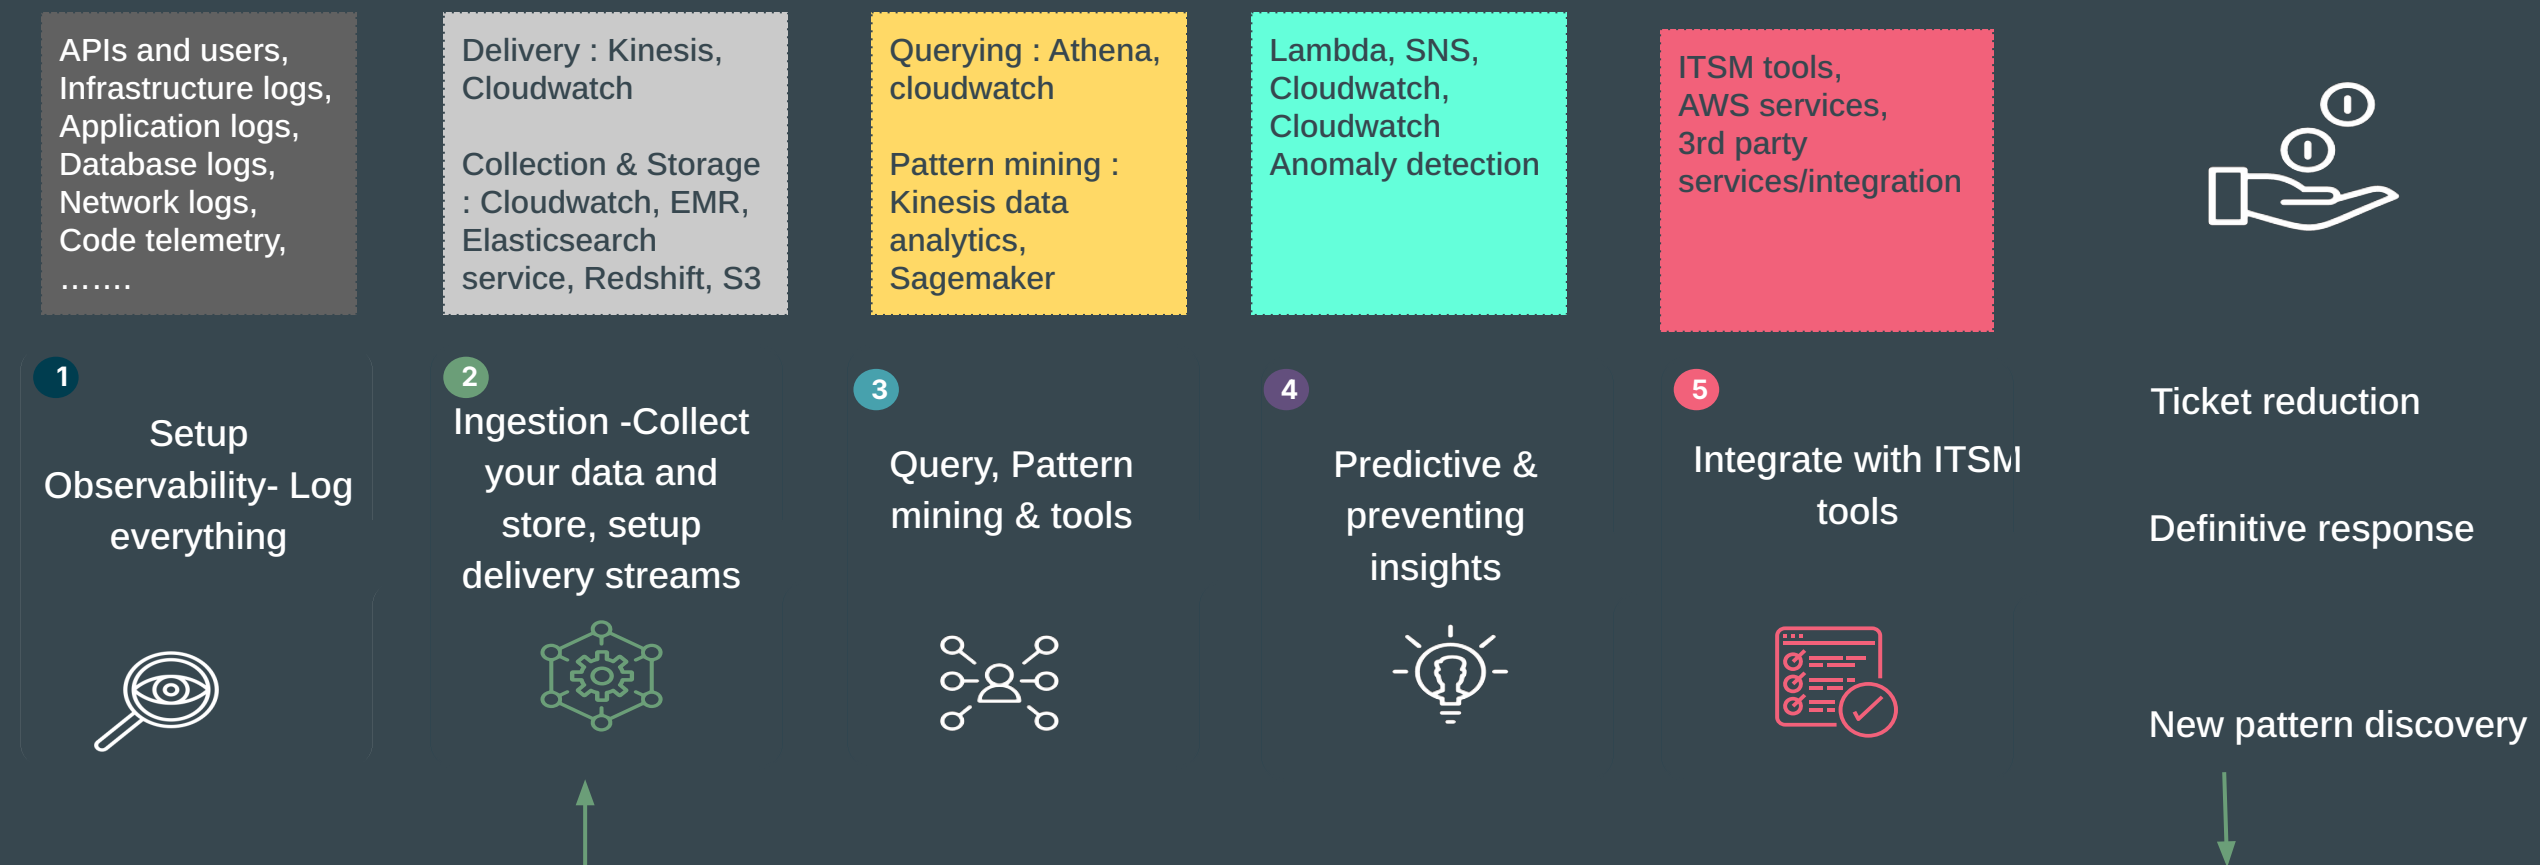 APIs and users,
Infrastructure logs,
Application logs,
Database logs,
Network logs,
Code telemetry,
.......
Delivery : Kinesis,
Cloudwatch
Collection & Storage
: Cloudwatch, EMR,
Elasticsearch
service, Redshift, S3
Querying : Athena,
cloudwatch
Pattern mining :
Kinesis data
analytics,
Sagemaker
Lambda, SNS,
Cloudwatch,
Cloudwatch
Anomaly detection
ITSM tools,
AWS services,
3rd party
services/integration
1
Setup
Observability- Log
everything
2
Ingestion -Collect
your data and
store, setup
delivery streams
3
Query, Pattern
mining & tools
4
Predictive &
preventing
insights
5
Integrate with ITSM
tools
Ticket reduction
Definitive response
New pattern discovery